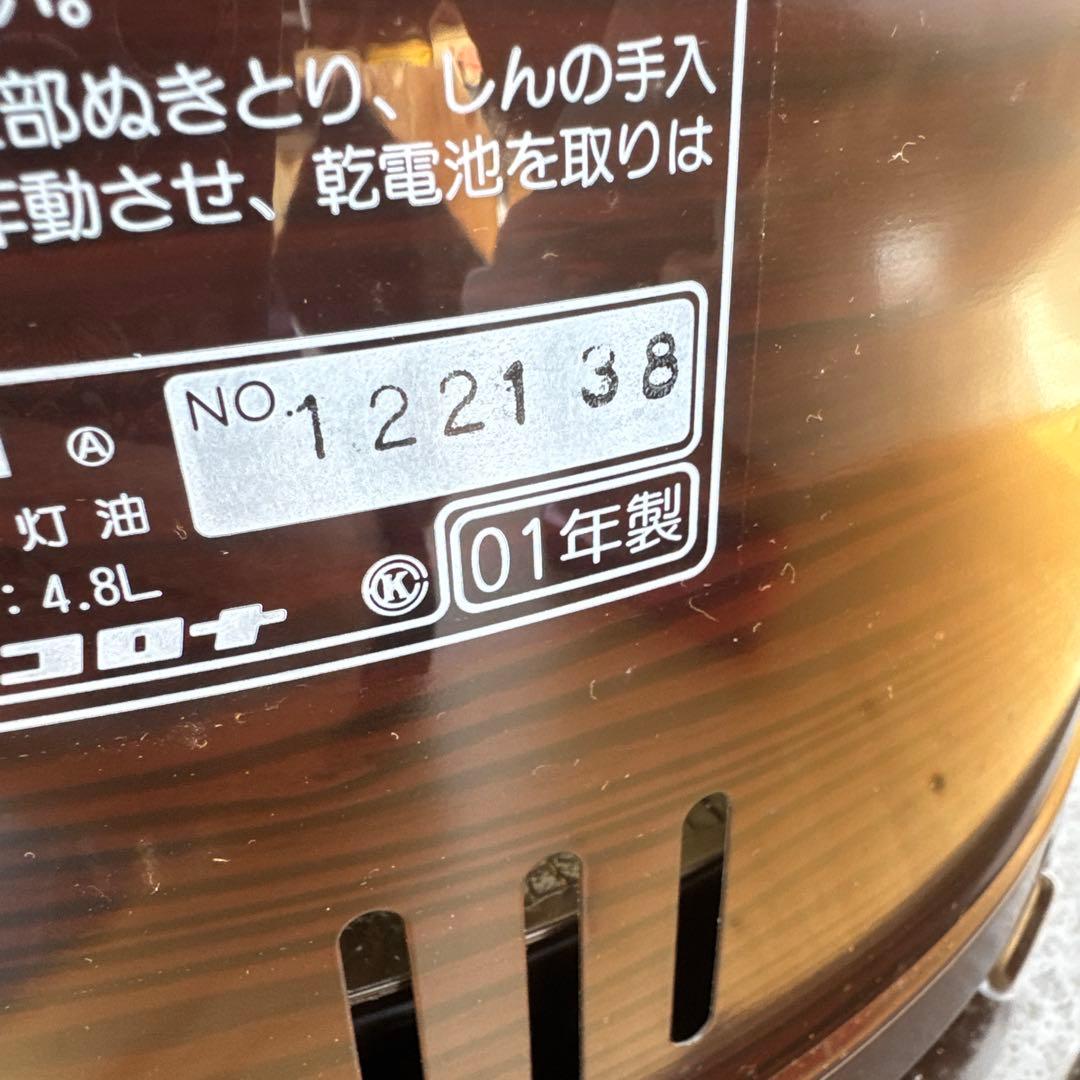 い。
部ぬきとり、しんの手入
動させ、乾電池を取りは
NO. 122138
Ⓐ
灯油
: 4.8L
K
01年製
コロナ